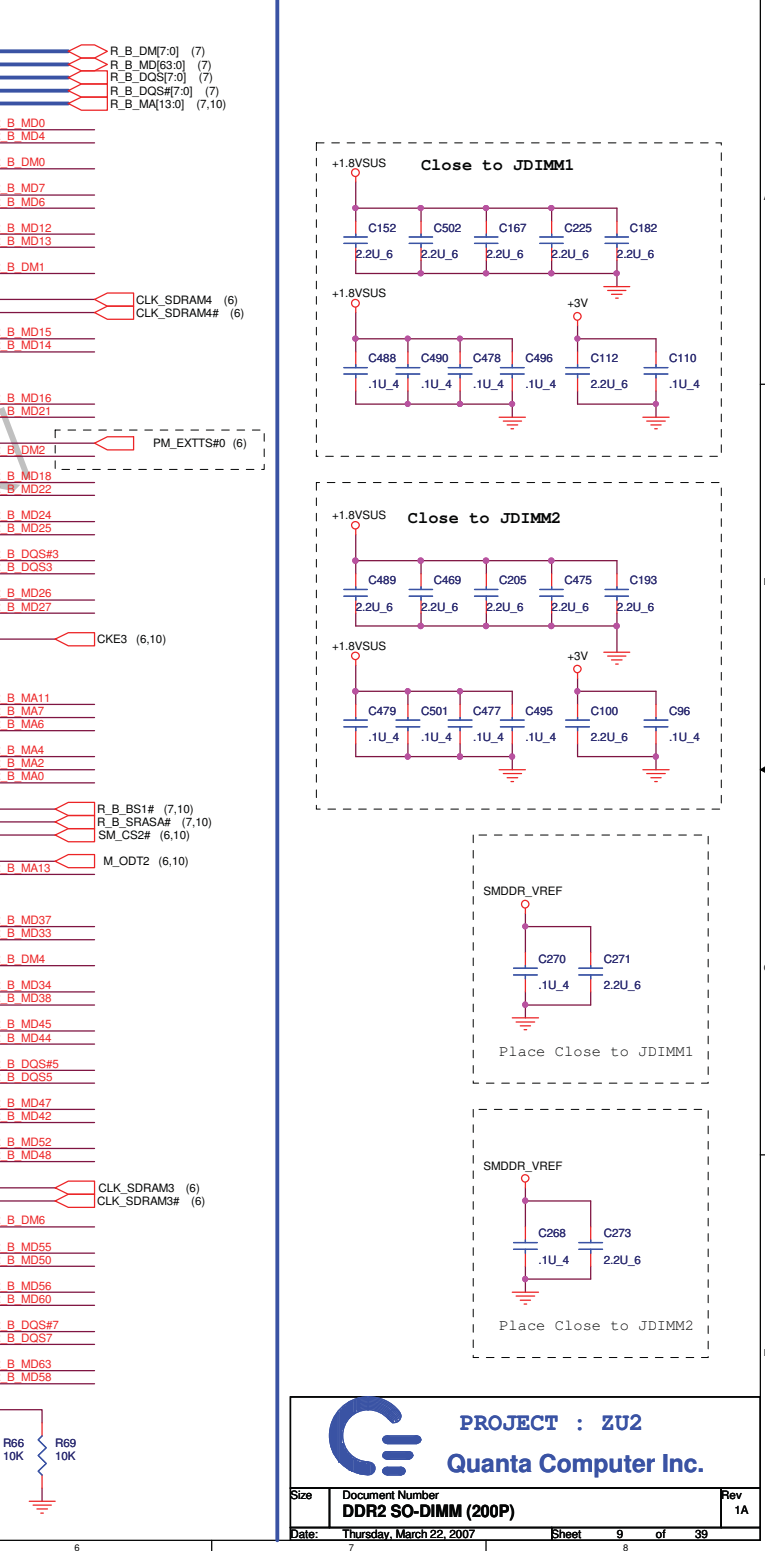 R_B_DM[7:0] (7)
R_B_MD[63:0] (7)
R_B_DQS[7:0] (7)
R_B_DQS#[7:0] (7)
R_B_MA[13:0] (7,10)
B_MD0
B_MD4
B_DM0
B_MD7
B_MD6
B_MD12
B_MD13
B_DM1
CLK_SDRAM4 (6)
CLK_SDRAM4# (6)
B_MD15
B_MD14
B_MD16
B_MD21
PM_EXTTS#0 (6)
B_DM2
B_MD18
B_MD22
B_MD24
B_MD25
B_DQS#3
B_DQS3
B_MD26
B_MD27
CKE3 (6,10)
B_MA11
B_MA7
B_MA6
B_MA4
B_MA2
B_MA0
R_B_BS1# (7,10)
R_B_SRASA# (7,10)
SM_CS2# (6,10)
M_ODT2 (6,10)
B_MA13
B_MD37
B_MD33
B_DM4
B_MD34
B_MD38
B_MD45
B_MD44
B_DQS#5
B_DQS5
B_MD47
B_MD42
B_MD52
B_MD48
CLK_SDRAM3 (6)
CLK_SDRAM3# (6)
B_DM6
B_MD55
B_MD50
B_MD56
B_MD60
B_DQS#7
B_DQS7
B_MD63
B_MD58
R66 R69
10K 10K
+1.8VSUS Close to JDIMM1
C152 C502 C167 C225 C182
2.2U_6 2.2U_6 2.2U_6 2.2U_6 2.2U_6
+1.8VSUS +3V
C488 C490 C478 C496 C112 C110
.1U_4 .1U_4 .1U_4 .1U_4 2.2U_6 .1U_4
+1.8VSUS Close to JDIMM2
C489 C469 C205 C475 C193
2.2U_6 2.2U_6 2.2U_6 2.2U_6 2.2U_6
+1.8VSUS +3V
C479 C501 C477 C495 C100 C96
.1U_4 .1U_4 .1U_4 .1U_4 2.2U_6 .1U_4
SMDDR_VREF
C270 C271
.1U_4 2.2U_6
Place Close to JDIMM1
SMDDR_VREF
C268 C273
.1U_4 2.2U_6
Place Close to JDIMM2
PROJECT : ZU2
Quanta Computer Inc.
Size Document Number Rev
DDR2 SO-DIMM (200P) 1A
Date: Thursday, March 22, 2007 Sheet 9 of 39
6 7 8